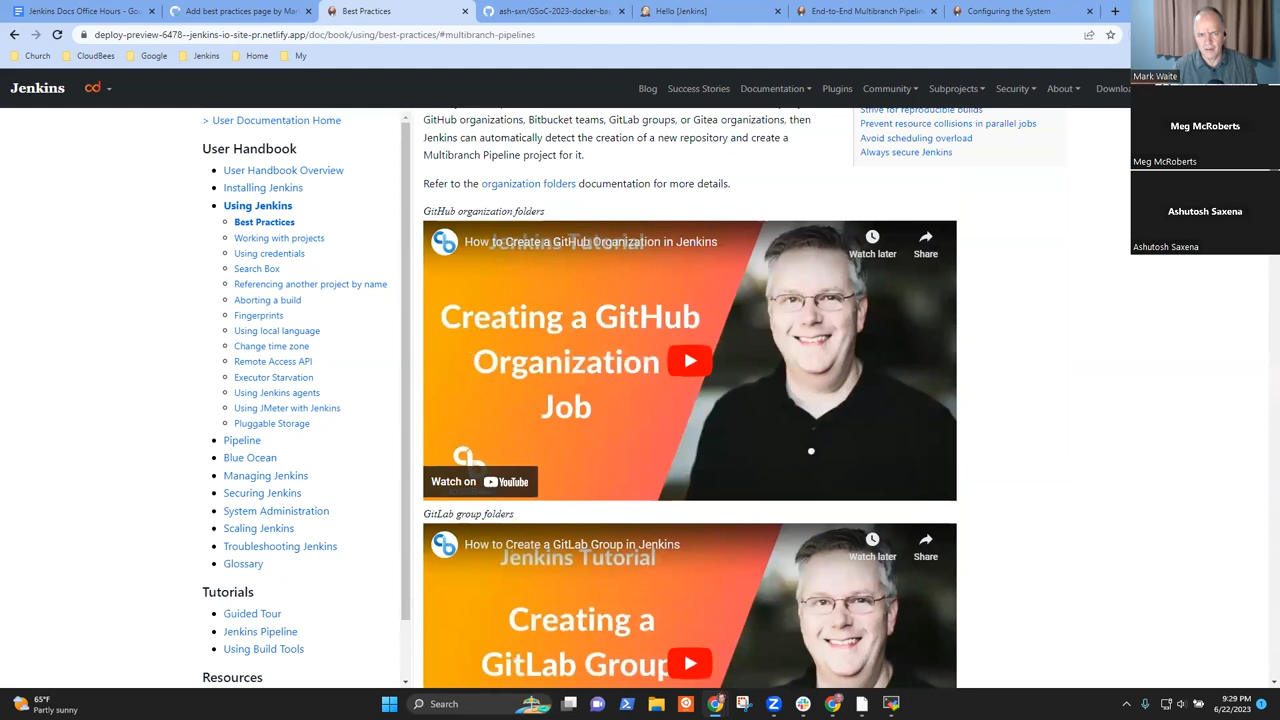 Jenkins Docs Office Hours - Go
Add best practices page by Mark
Best Practices
ash-sxn/GSoC-2023-docker-ba
Hello [Jenkins]
End-to-End Multibranch Pipelin
Configuring the System
deploy-preview-6478--jenkins-io-site-pr.netlify.app/doc/book/using/best-practices/#multibranch-pipelines
Church
CloudBees
Google
Jenkins
Home
My
Mark Waite
Meg McRoberts
Meg McRoberts
Ashutosh Saxena
Ashutosh Saxena
Jenkins
Blog
Success Stories
Documentation
Plugins
Community
Subprojects
Security
About
Downlo
> User Documentation Home
User Handbook
User Handbook Overview
Installing Jenkins
Using Jenkins
Best Practices
Working with projects
Using credentials
Search Box
Referencing another project by name
Aborting a build
Fingerprints
Using local language
Change time zone
Remote Access API
Executor Starvation
Using Jenkins agents
Using JMeter with Jenkins
Pluggable Storage
Pipeline
Blue Ocean
Managing Jenkins
Securing Jenkins
System Administration
Scaling Jenkins
Troubleshooting Jenkins
Glossary
Tutorials
Guided Tour
Jenkins Pipeline
Using Build Tools
Resources
GitHub organizations, Bitbucket teams, GitLab groups, or Gitea organizations, then
Jenkins can automatically detect the creation of a new repository and create a
Multibranch Pipeline project for it.
Refer to the organization folders documentation for more details.
Strive for reproducible builds
Prevent resource collisions in parallel jobs
Avoid scheduling overload
Always secure Jenkins
GitHub organization folders
How to Create a GitHub Organization in Jenkins
Jenkins Tutorial
Watch later
Share
Creating a GitHub
Organization
Job
Watch on YouTube
GitLab group folders
How to Create a GitLab Group in Jenkins
Jenkins Tutorial
Watch later
Share
Creating a
GitLab Group
65°F
Partly sunny
Search
9:29 PM
6/22/2023